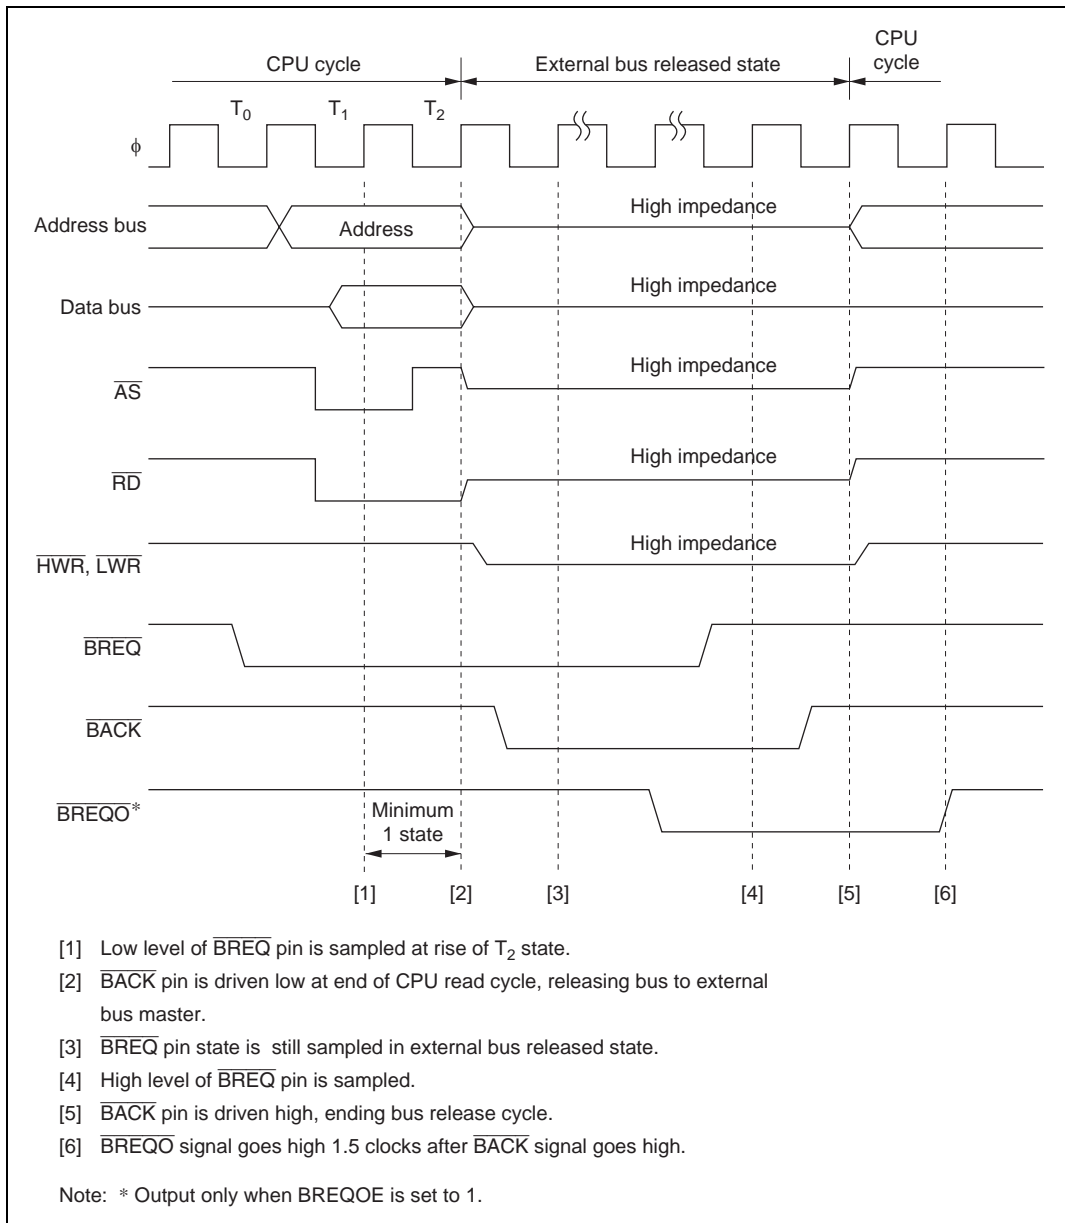 CPU
cycle
CPU cycle
External bus released state
T0 T1 T2
ϕ
Address bus
Address
High impedance
Data bus
High impedance
AS
High impedance
RD
High impedance
HWR, LWR
High impedance
BREQ
BACK
BREQO*
Minimum
1 state
[1] [2] [3] [4] [5] [6]
[1] Low level of BREQ pin is sampled at rise of T2 state.
[2] BACK pin is driven low at end of CPU read cycle, releasing bus to external
bus master.
[3] BREQ pin state is still sampled in external bus released state.
[4] High level of BREQ pin is sampled.
[5] BACK pin is driven high, ending bus release cycle.
[6] BREQO signal goes high 1.5 clocks after BACK signal goes high.
Note: * Output only when BREQOE is set to 1.